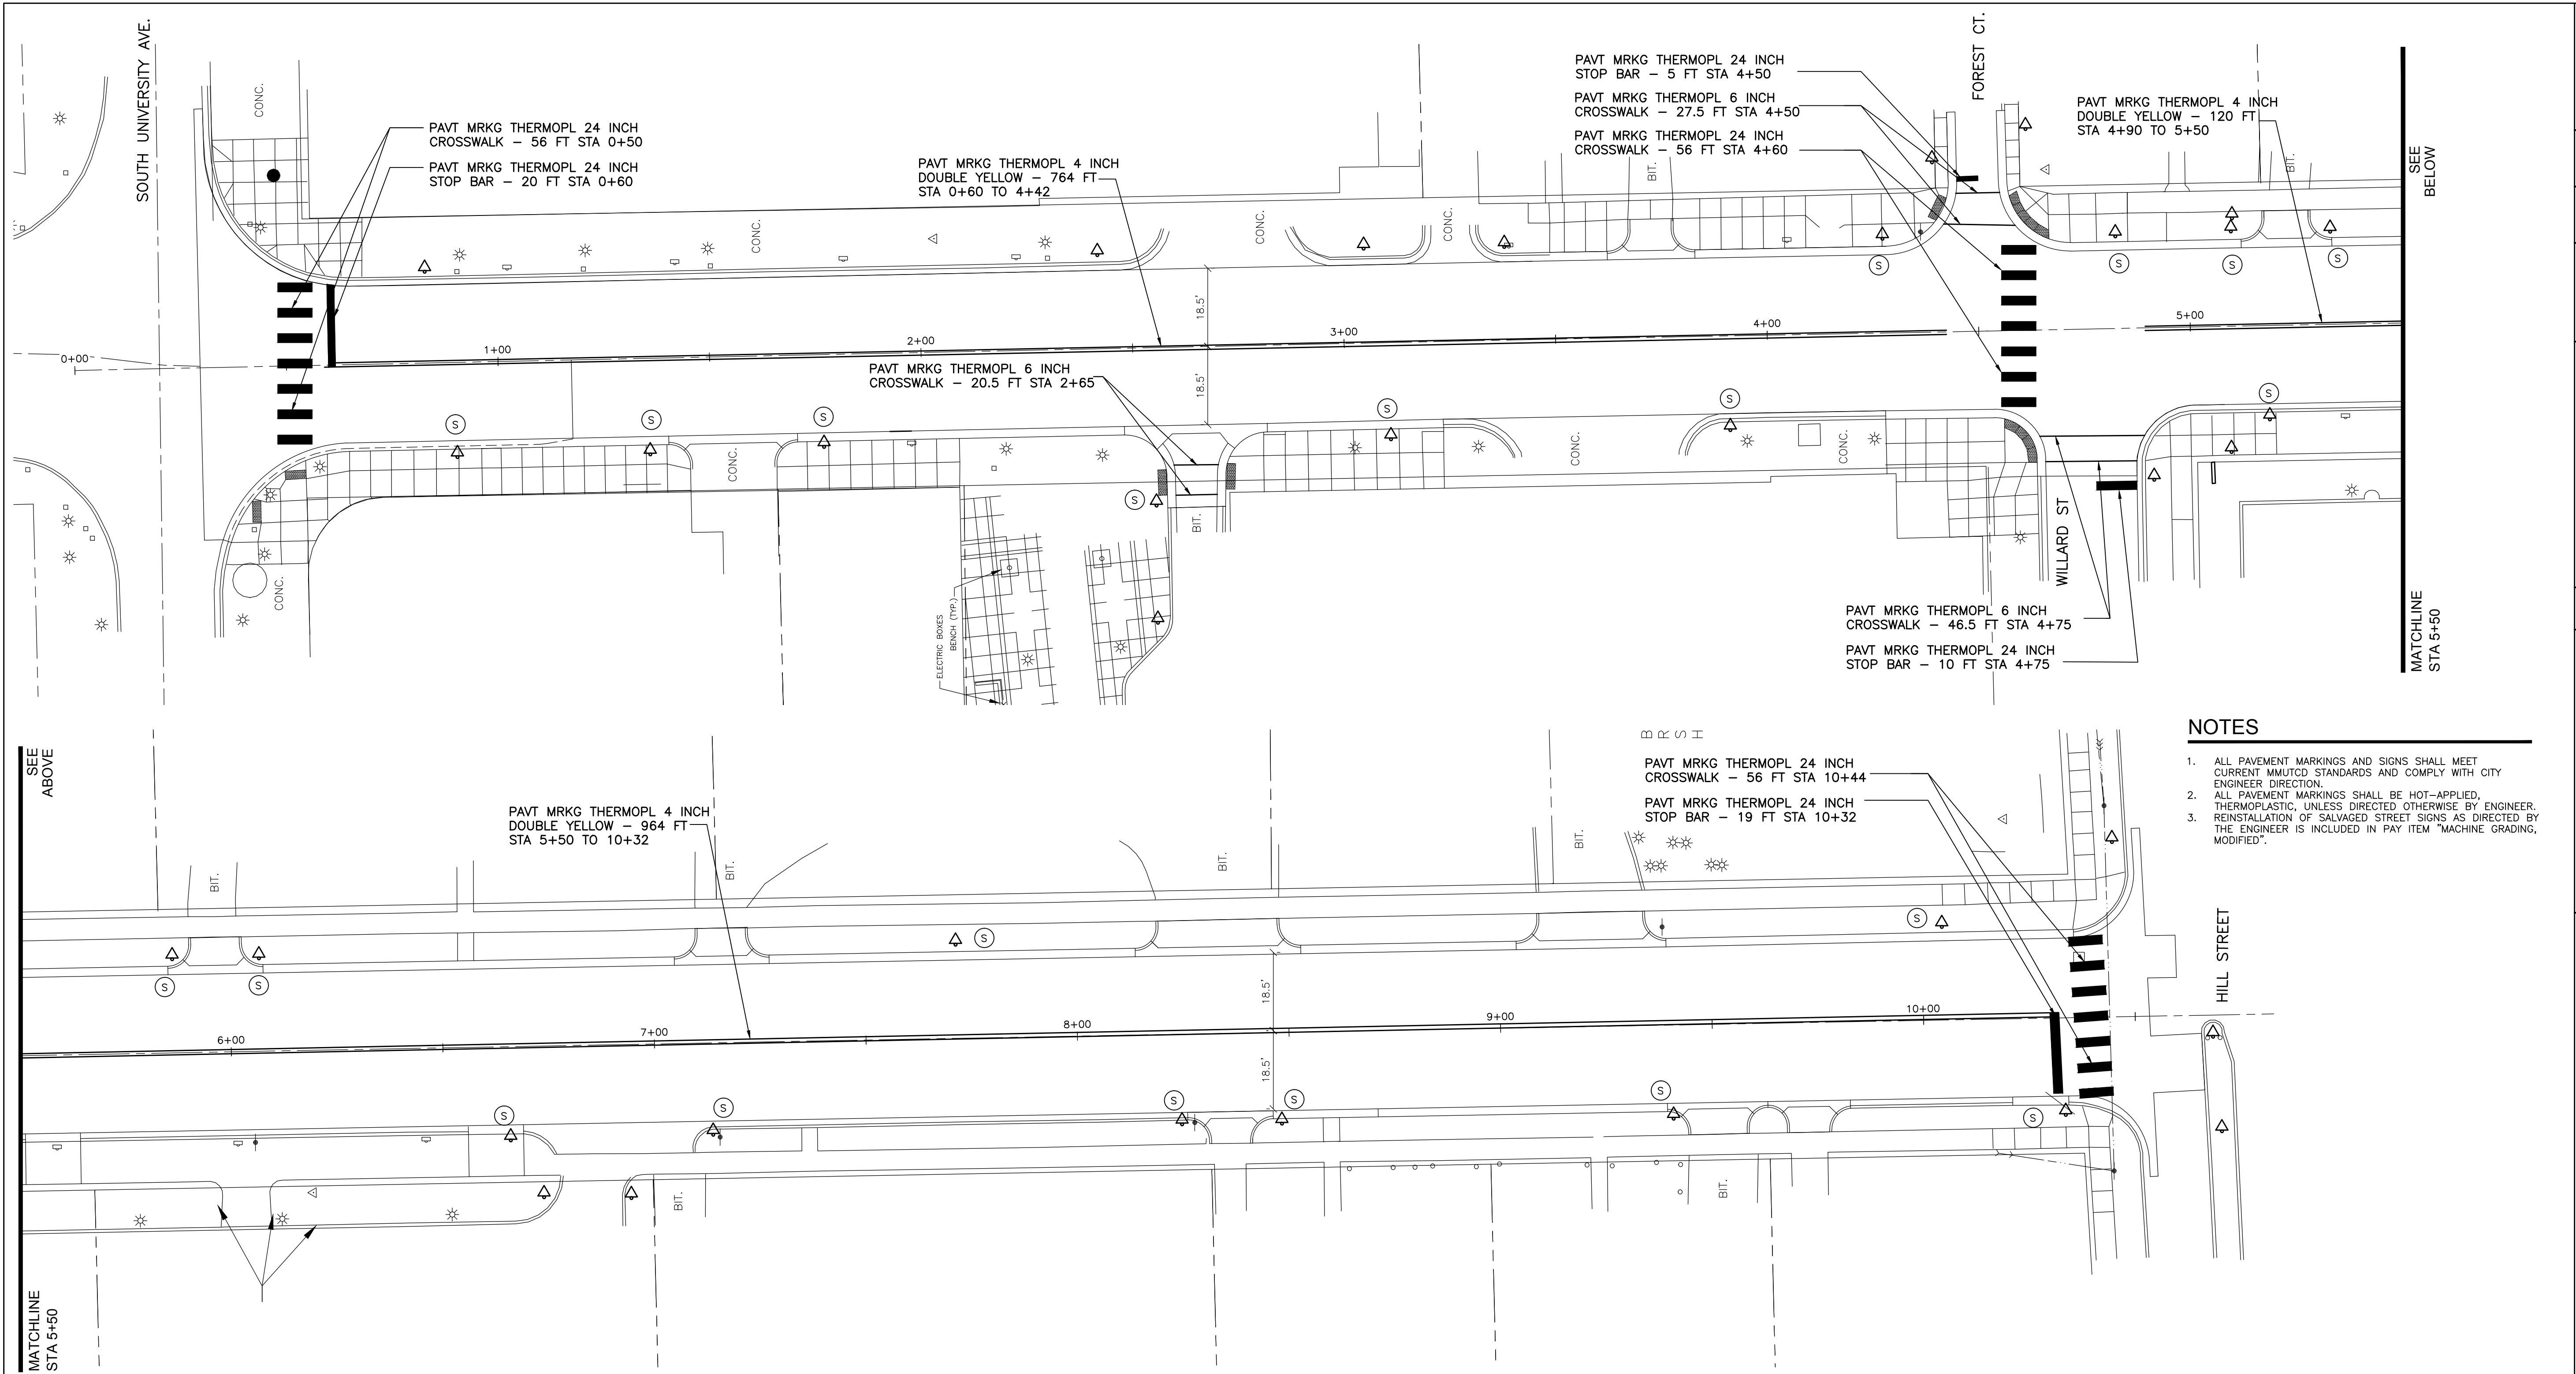 SOUTH UNIVERSITY AVE.
CONC.
PAVT MRKG THERMOPL 24 INCH
CROSSWALK – 56 FT STA 0+50
PAVT MRKG THERMOPL 24 INCH
STOP BAR – 20 FT STA 0+60
CONC.
PAVT MRKG THERMOPL 4 INCH
DOUBLE YELLOW – 764 FT
STA 0+60 TO 4+42
CONC.
CONC.
PAVT MRKG THERMOPL 24 INCH
STOP BAR – 5 FT STA 4+50
PAVT MRKG THERMOPL 6 INCH
CROSSWALK – 27.5 FT STA 4+50
PAVT MRKG THERMOPL 24 INCH
CROSSWALK – 56 FT STA 4+60
BIT.
FOREST CT.
PAVT MRKG THERMOPL 4 INCH
DOUBLE YELLOW – 120 FT
STA 4+90 TO 5+50
BIT.
SEE
BELOW
S
S
S
S
18.5'
18.5'
0+00
1+00
2+00
3+00
4+00
5+00
PAVT MRKG THERMOPL 6 INCH
CROSSWALK – 20.5 FT STA 2+65
S
S
S
S
S
S
S
CONC.
CONC.
CONC.
CONC.
BIT.
ELECTRIC BOXES
BENCH (TYP.)
WILLARD ST
PAVT MRKG THERMOPL 6 INCH
CROSSWALK – 46.5 FT STA 4+75
PAVT MRKG THERMOPL 24 INCH
STOP BAR – 10 FT STA 4+75
MATCHLINE
STA 5+50
SEE
ABOVE
PAVT MRKG THERMOPL 4 INCH
DOUBLE YELLOW – 964 FT
STA 5+50 TO 10+32
BRSH
PAVT MRKG THERMOPL 24 INCH
CROSSWALK – 56 FT STA 10+44
PAVT MRKG THERMOPL 24 INCH
STOP BAR – 19 FT STA 10+32
BIT.
BIT.
BIT.
BIT.
S
S
S
S
18.5'
18.5'
6+00
7+00
8+00
9+00
10+00
HILL STREET
S
S
S
S
S
S
BIT.
BIT.
MATCHLINE
STA 5+50
NOTES
1. ALL PAVEMENT MARKINGS AND SIGNS SHALL MEET
CURRENT MMUTCD STANDARDS AND COMPLY WITH CITY
ENGINEER DIRECTION.
2. ALL PAVEMENT MARKINGS SHALL BE HOT–APPLIED,
THERMOPLASTIC, UNLESS DIRECTED OTHERWISE BY ENGINEER.
3. REINSTALLATION OF SALVAGED STREET SIGNS AS DIRECTED BY
THE ENGINEER IS INCLUDED IN PAY ITEM "MACHINE GRADING,
MODIFIED".